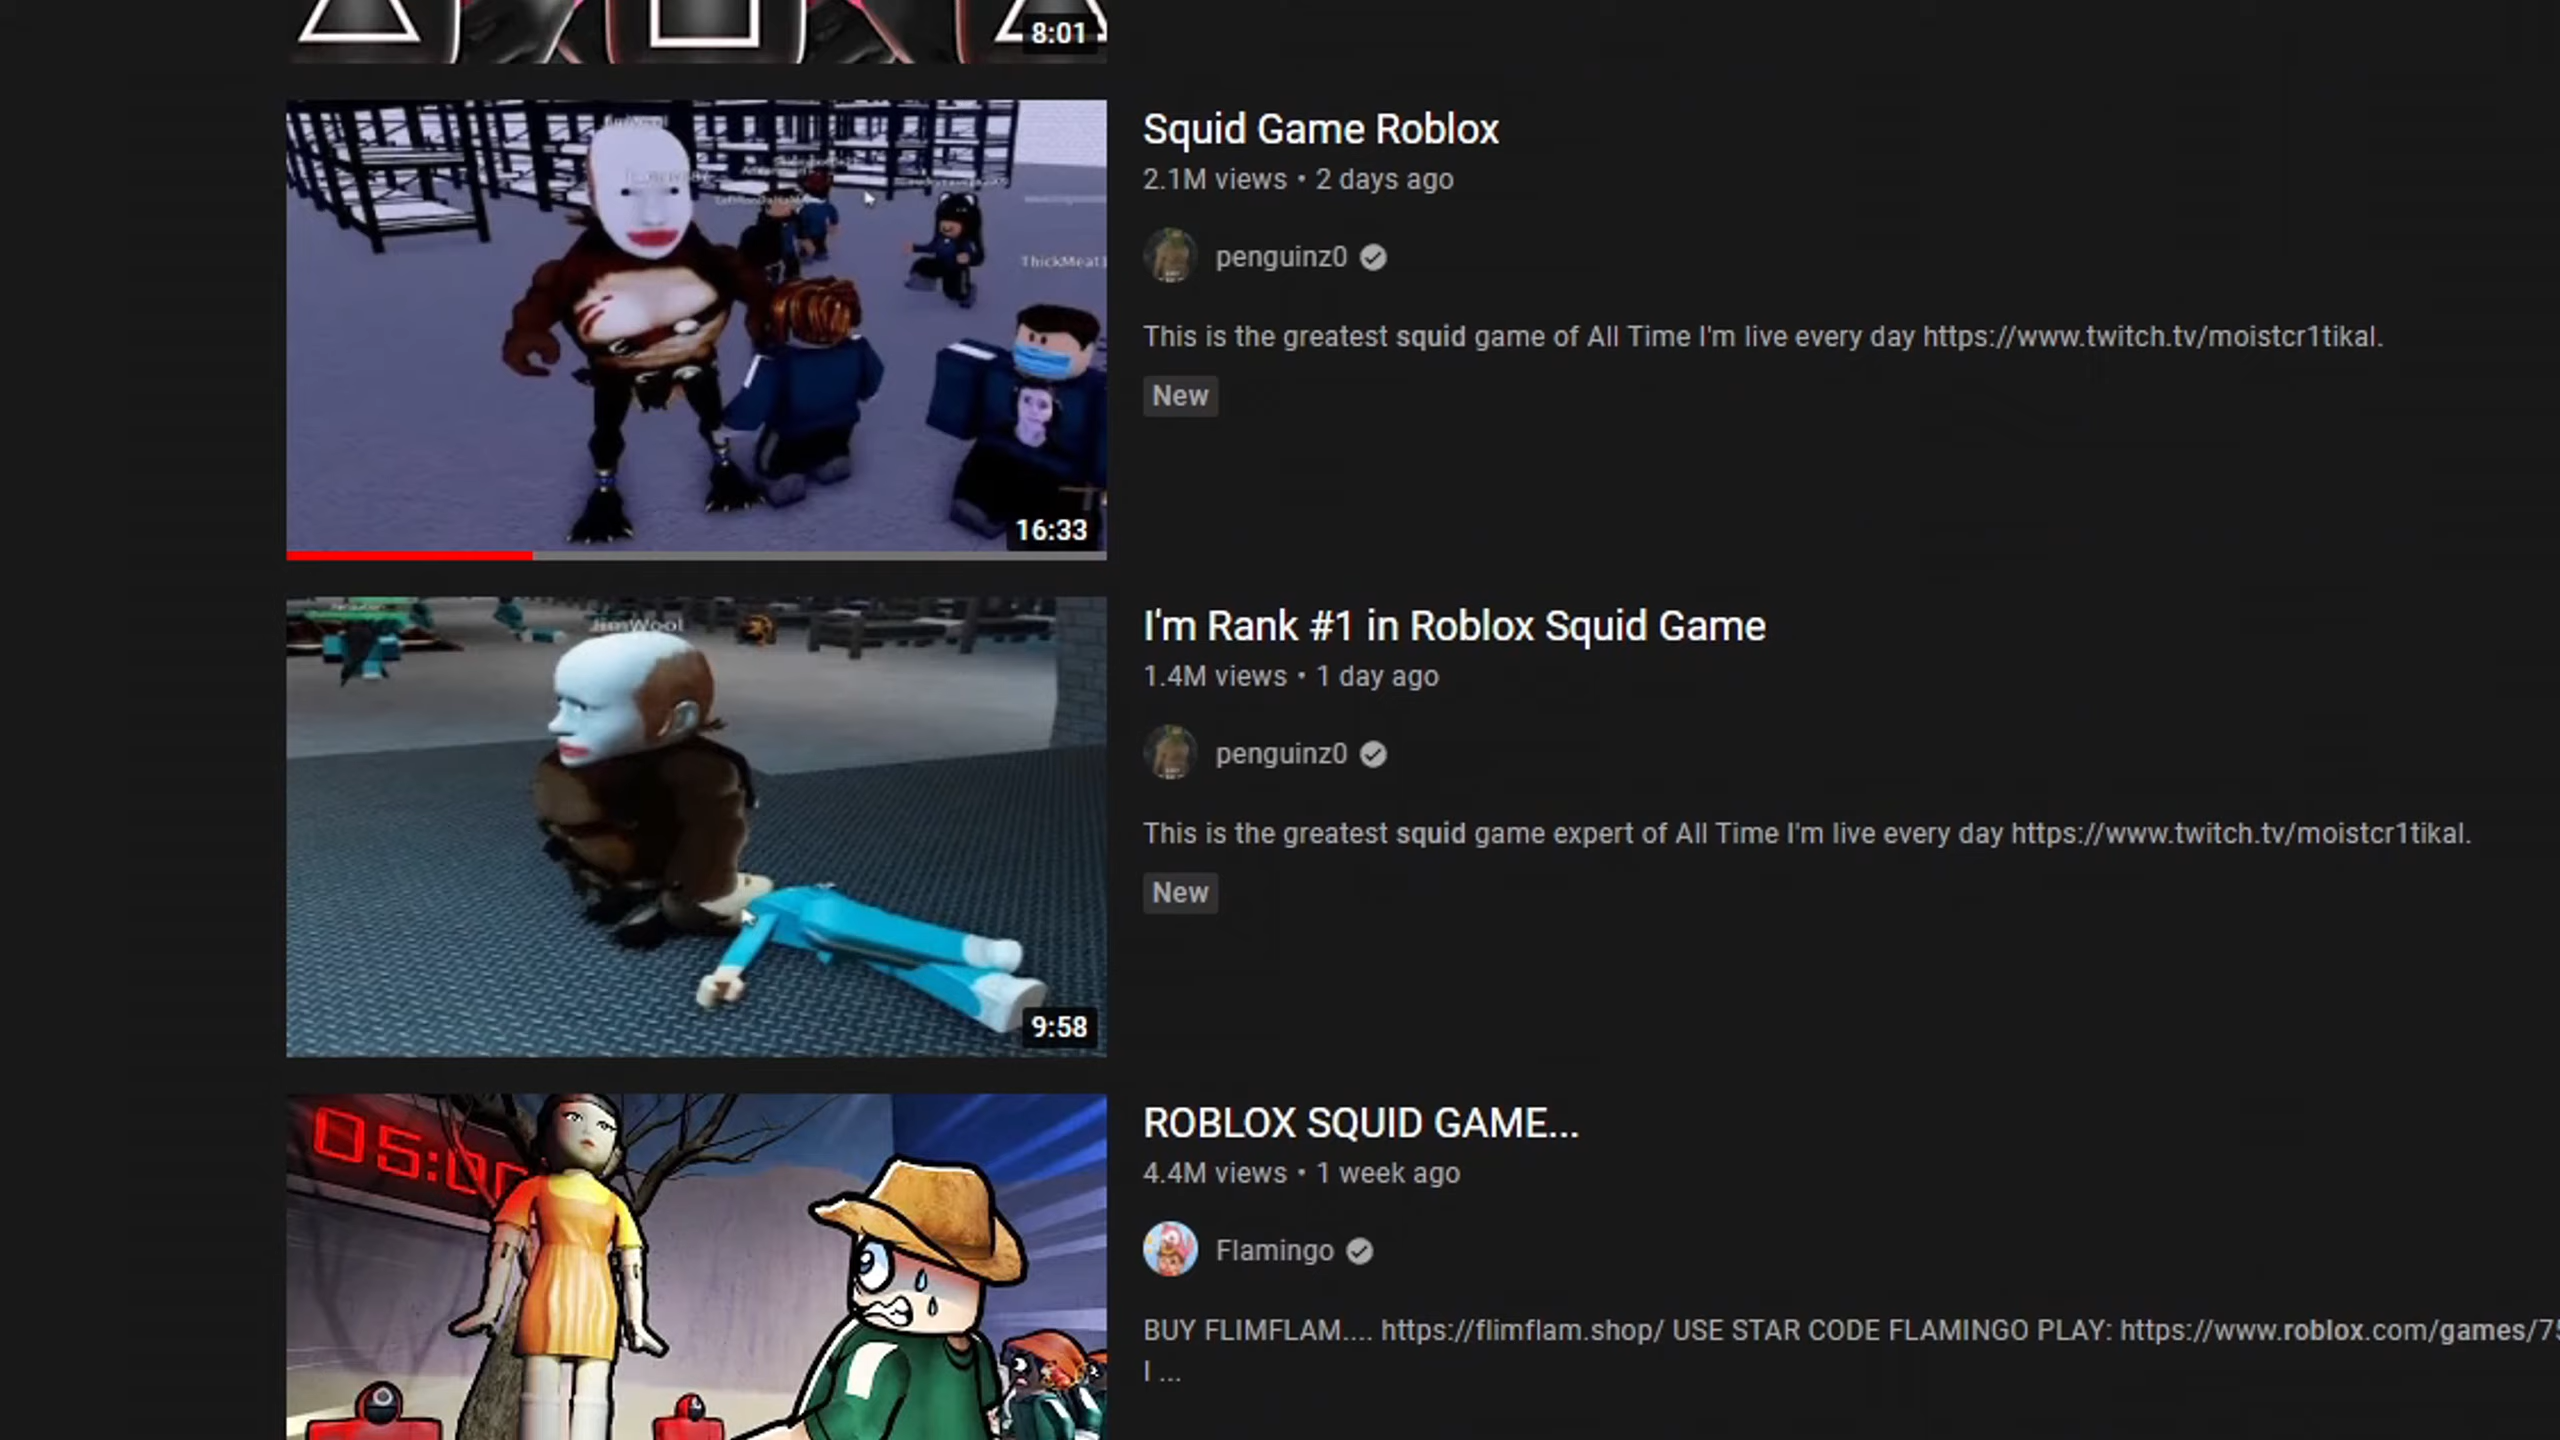 8:01
Squid Game Roblox
2.1M views • 2 days ago
penguinz0
This is the greatest squid game of All Time I'm live every day https://www.twitch.tv/moistcr1tikal.
New
ThickMeat
16:33
JimWool
I'm Rank #1 in Roblox Squid Game
1.4M views • 1 day ago
penguinz0
This is the greatest squid game expert of All Time I'm live every day https://www.twitch.tv/moistcr1tikal.
New
9:58
05:00
ROBLOX SQUID GAME...
4.4M views • 1 week ago
Flamingo
BUY FLIMFLAM.... https://flimflam.shop/ USE STAR CODE FLAMINGO PLAY: https://www.roblox.com/games/75
I ...